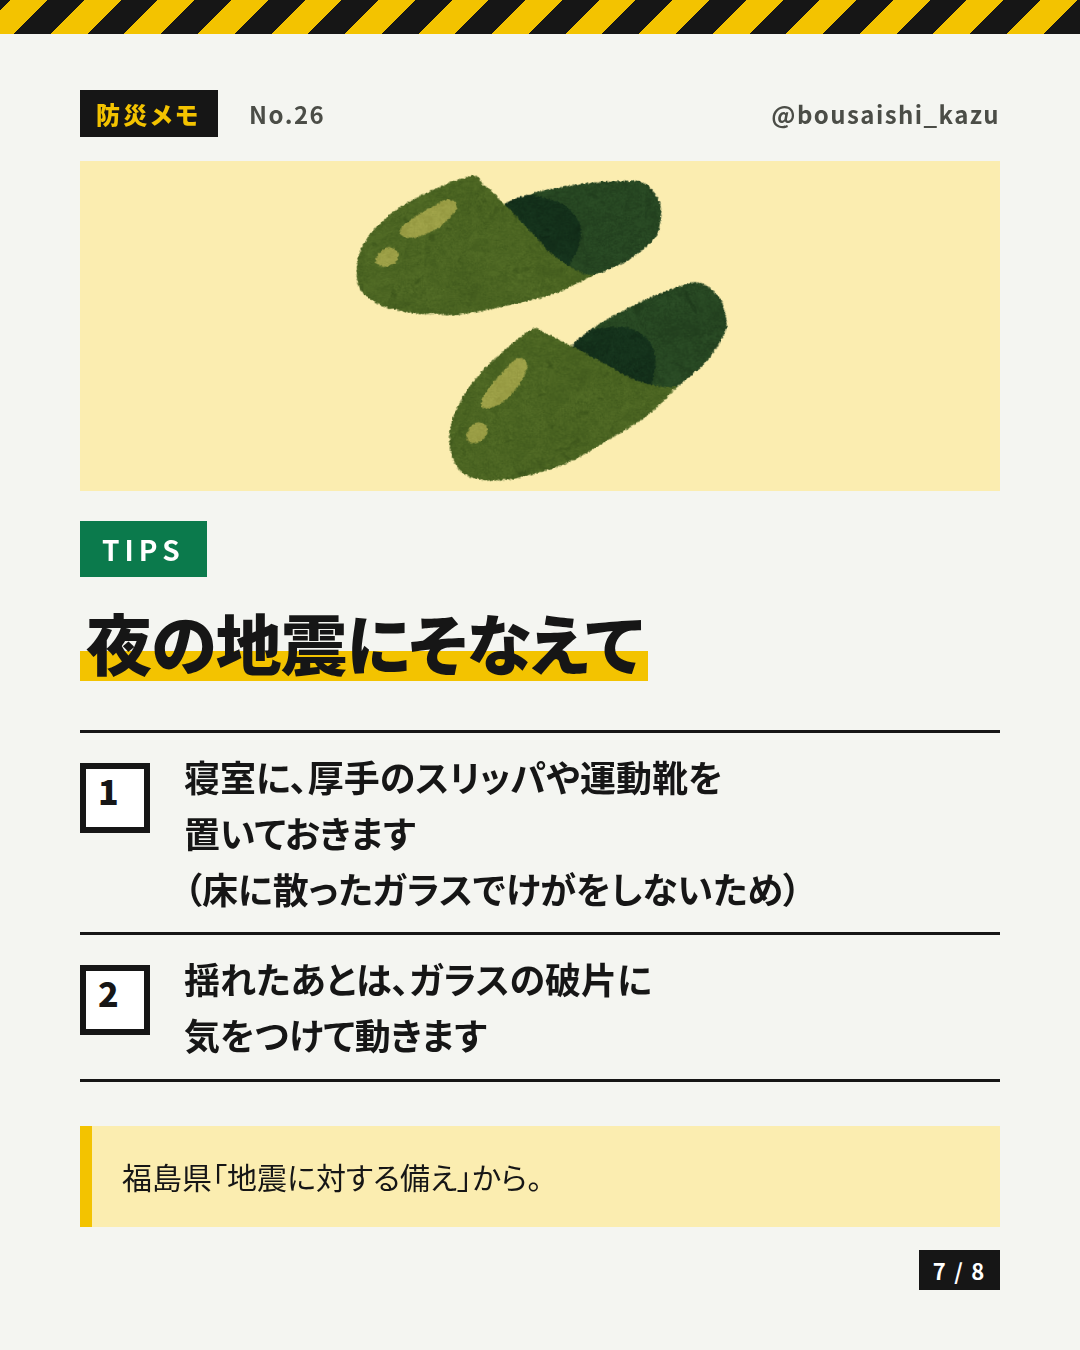 防災メモ No.26 @bousaishi_kazu
TIPS
夜の地震にそなえて
1 寝室に、厚手のスリッパや運動靴を
置いておきます
（床に散ったガラスでけがをしないため）
2 揺れたあとは、ガラスの破片に
気をつけて動きます
福島県「地震に対する備え」から。
7 / 8